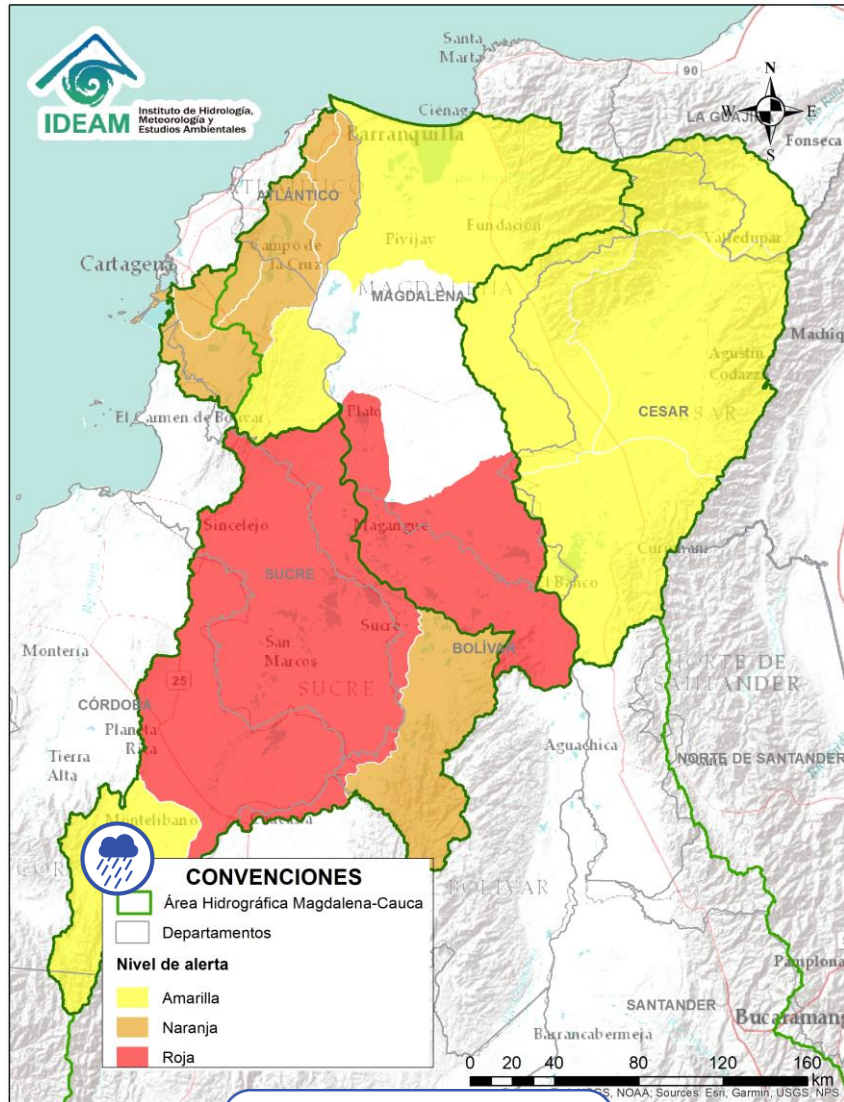 IDEAM
Instituto de Hidrología,
Meteorología y
Estudios Ambientales
Santa
Marta
90
N
W
E
S
Ciénaga
LA GUAJIRA
Fonseca
Barranquilla
ATLÁNTICO
Pivijay
Fundación
Valledupar
Campo de
la Cruz
Cartagena
MAGDALENA
MAGDALENA
Agustín
Codazzi
CESAR
El Carmen de Bolívar
Plato
Sincelejo
Magangué
SUCRE
El Banco
Sucre
BOLÍVAR
Montería
San
Marcos
SUCRE
25
NORTE DE
SANTANDER
CÓRDOBA
Planeta
Rica
Tierra
Alta
Aguachica
NORTE DE SANTANDER
Montelíbano
BOLÍVAR
CONVENCIONES
Área Hidrográfica Magdalena-Cauca
Departamentos
Nivel de alerta
Amarilla
Naranja
Roja
Pamplona
SANTANDER
Barrancabermeja
0 20 40 80 120 160
km
NOAA; Sources: Esri, Garmin, USGS, NPS